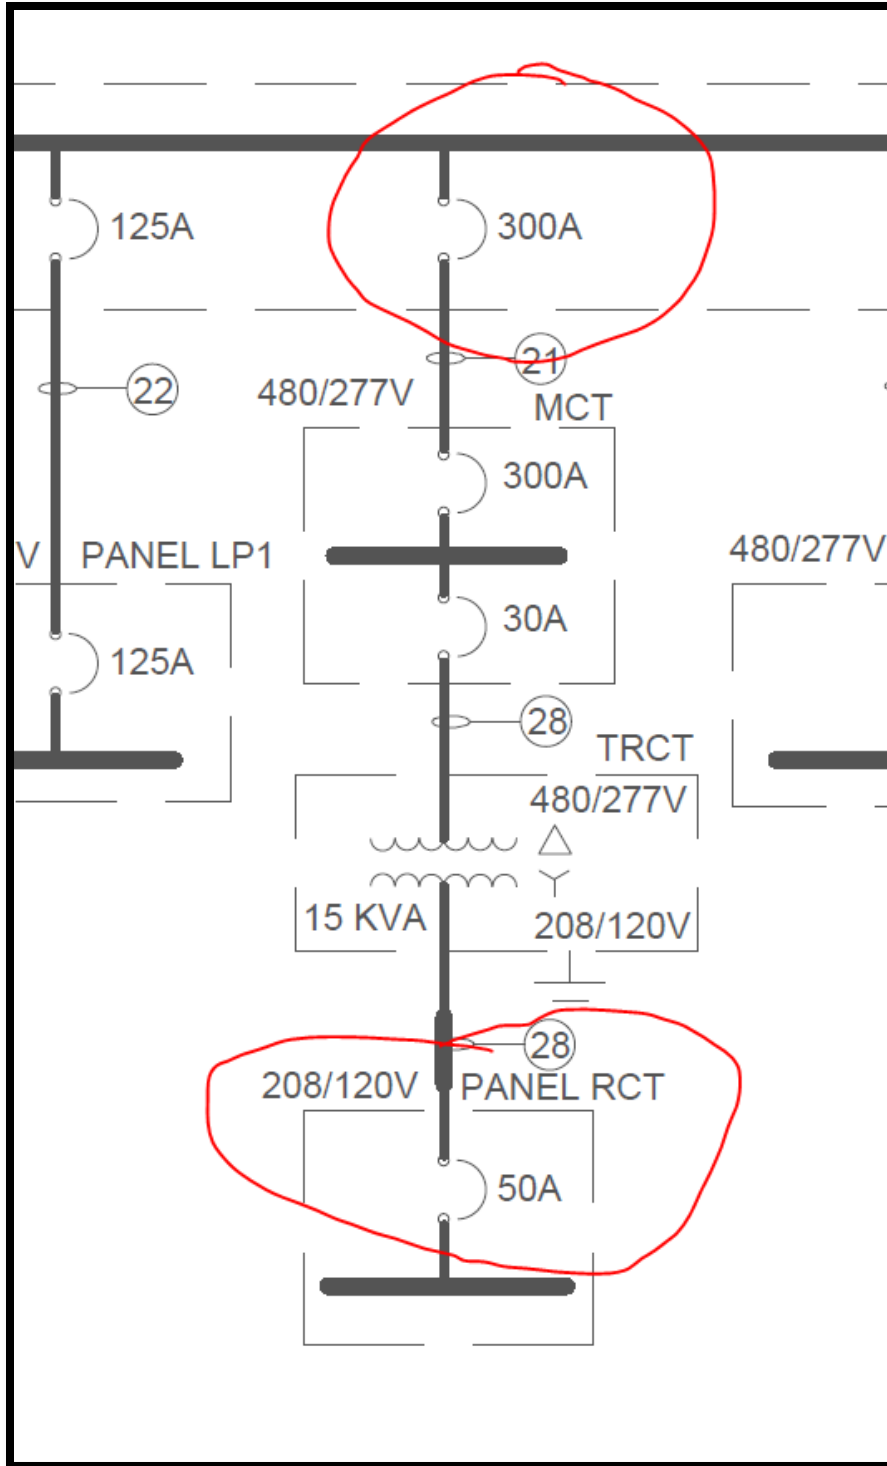 125A
300A
22
21
480/277V
MCT
300A
V
PANEL LP1
480/277V
30A
125A
28
TRCT
480/277V
15 KVA
208/120V
28
208/120V
PANEL RCT
50A